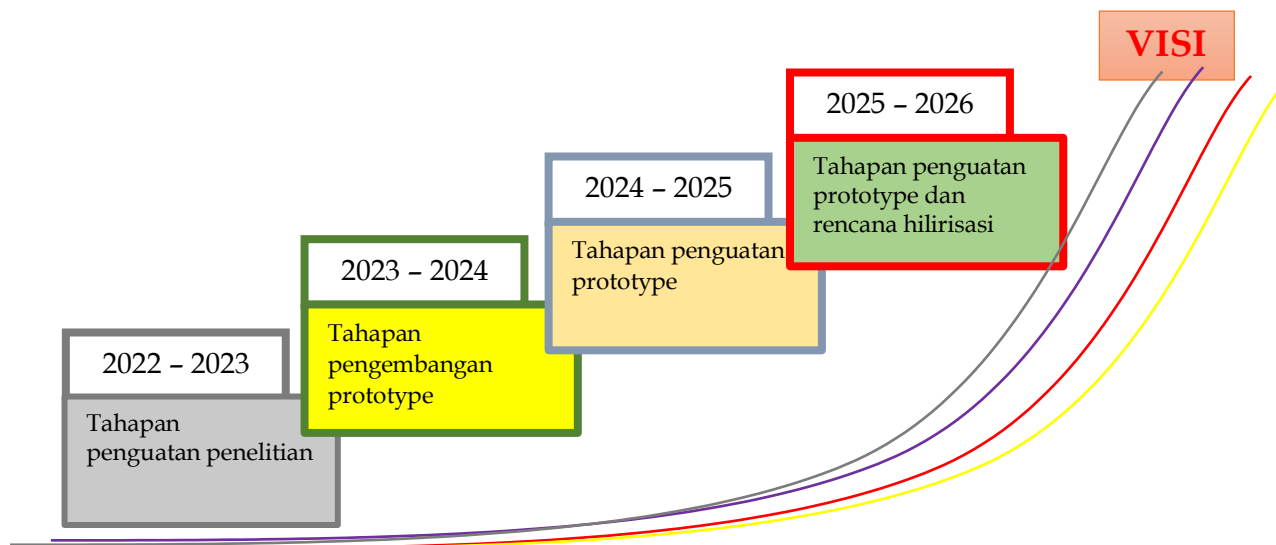 VISI
2025 – 2026
Tahapan penguatan
prototype dan
rencana hilirisasi
2024 – 2025
Tahapan penguatan
prototype
2023 – 2024
Tahapan
pengembangan
prototype
2022 – 2023
Tahapan
penguatan penelitian